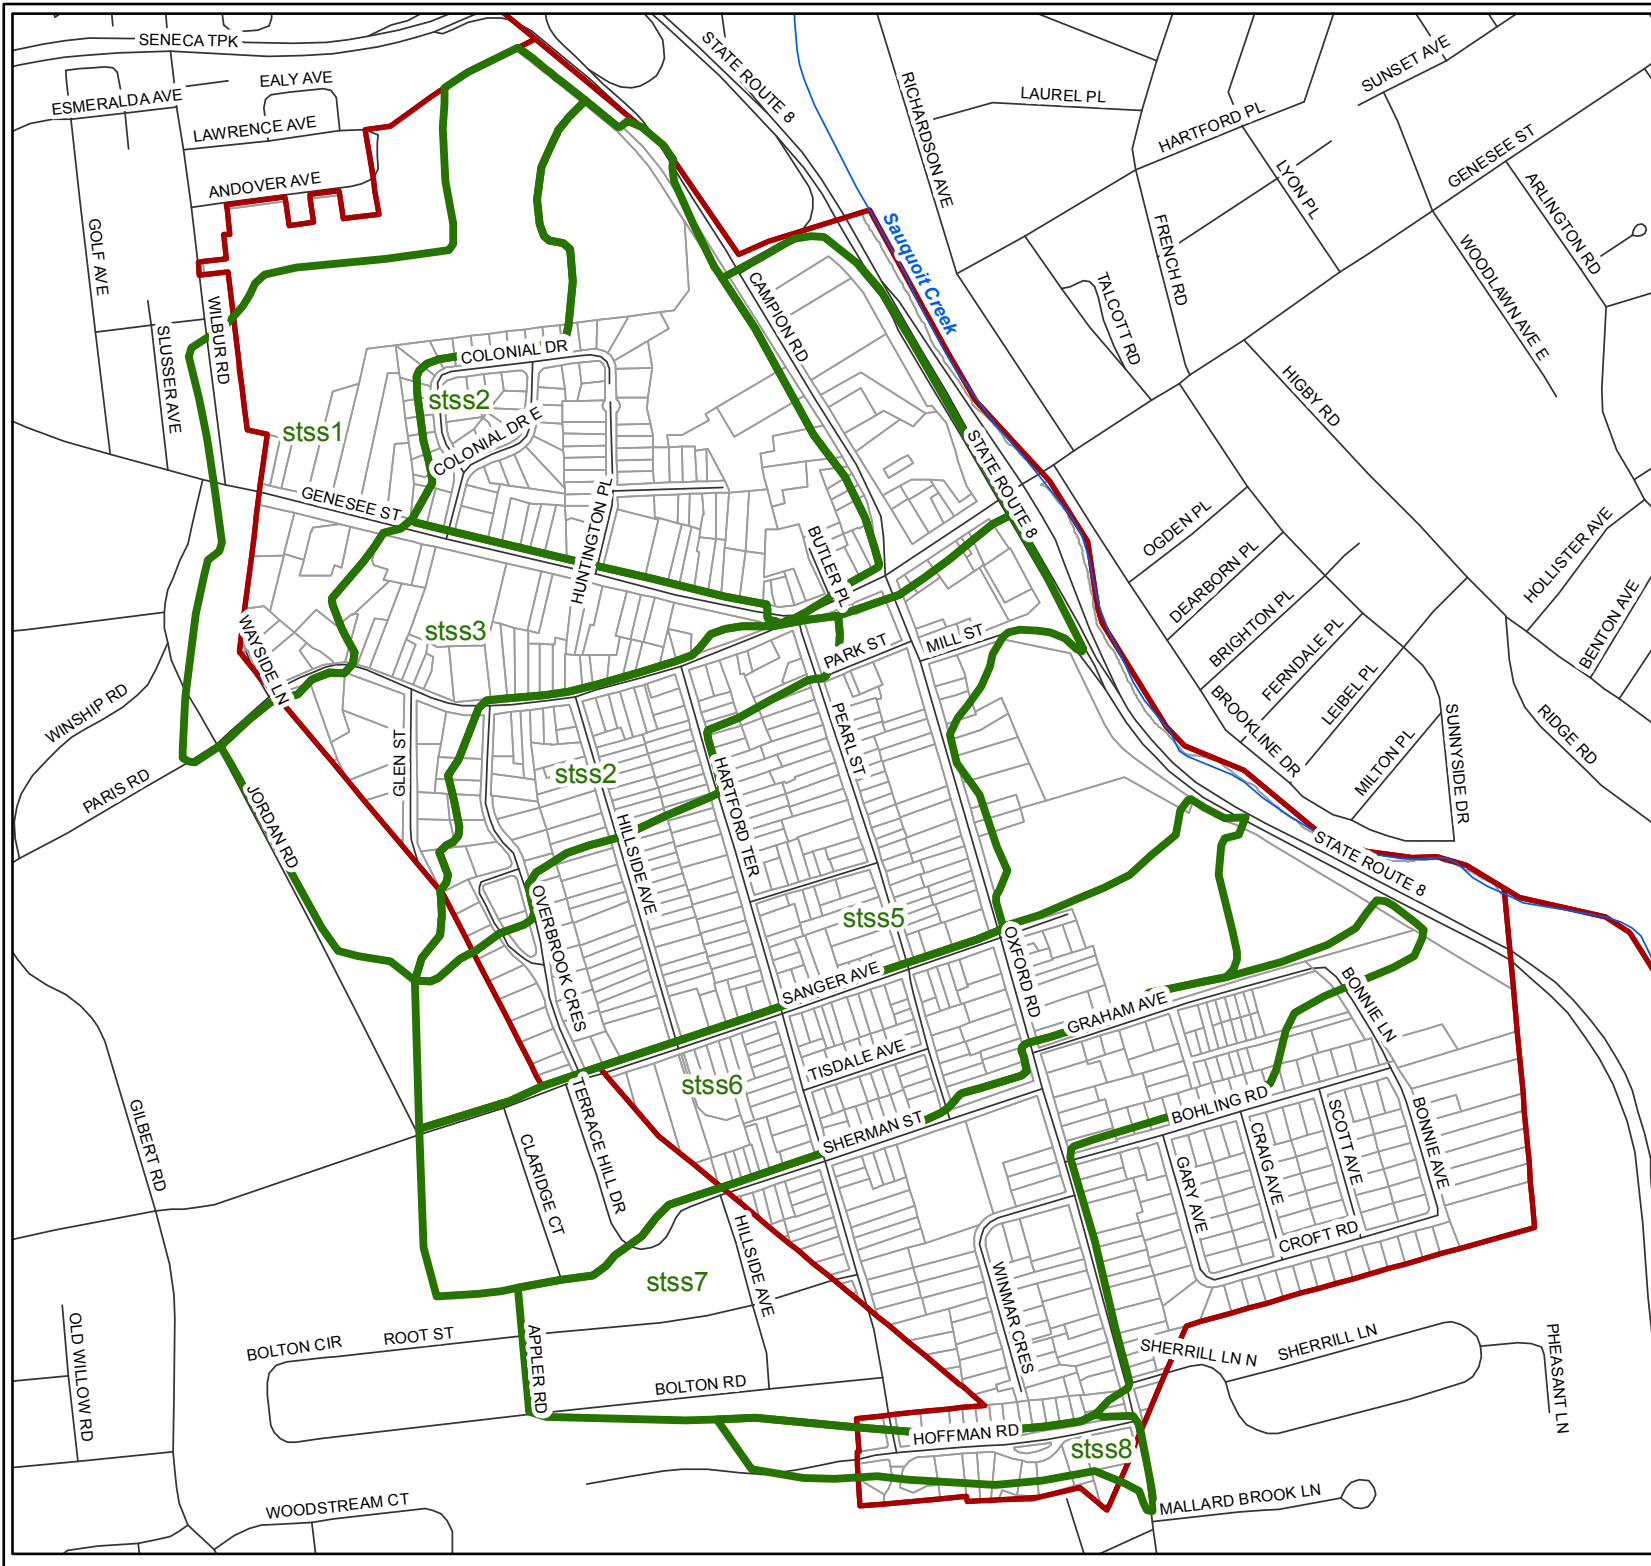 SENECA TPK
STATE ROUTE 8
SUNSET AVE
EALY AVE
ESMERALDA AVE
LAUREL PL
RICHARDSON AVE
HARTFORD PL
LAWRENCE AVE
GENESEE ST
LYON PL
ARLINGTON RD
ANDOVER AVE
GOLF AVE
Sauquoit Creek
FRENCH RD
WOODLAWN AVE E
TALCOTT RD
CAMPION RD
WILBUR RD
SLUSSER AVE
COLONIAL DR
stss2
HIGBY RD
stss1
COLONIAL DR E
STATE ROUTE 8
GENESEE ST
HUNTINGTON PL
OGDEN PL
HOLLISTER AVE
BUTLER PL
DEARBORN PL
BRIGHTON PL
BENTON AVE
stss3
WAYSIDE LN
PARK ST
MILL ST
FERNDALE PL
LEIBEL PL
WINSHIP RD
BROOKLINE DR
SUNNYSIDE DR
RIDGE RD
PEARL ST
GLEN ST
stss2
HARTFORD TER
MILTON PL
PARIS RD
JORDAN RD
STATE ROUTE 8
HILLSIDE AVE
OVERBROOK CRES
stss5
OXFORD RD
SANGER AVE
BONNIE LN
GRAHAM AVE
TISDALE AVE
stss6
TERRACE HILL DR
BOHLING RD
SHERMAN ST
GILBERT RD
CLARIDGE CT
GARY AVE
CRAIG AVE
SCOTT AVE
BONNIE AVE
HILLSIDE AVE
CROFT RD
stss7
WINMAR CRES
OLD WILLOW RD
BOLTON CIR
ROOT ST
APPLER RD
SHERRILL LN N
SHERRILL LN
PHEASANT LN
BOLTON RD
HOFFMAN RD
stss8
WOODSTREAM CT
MALLARD BROOK LN